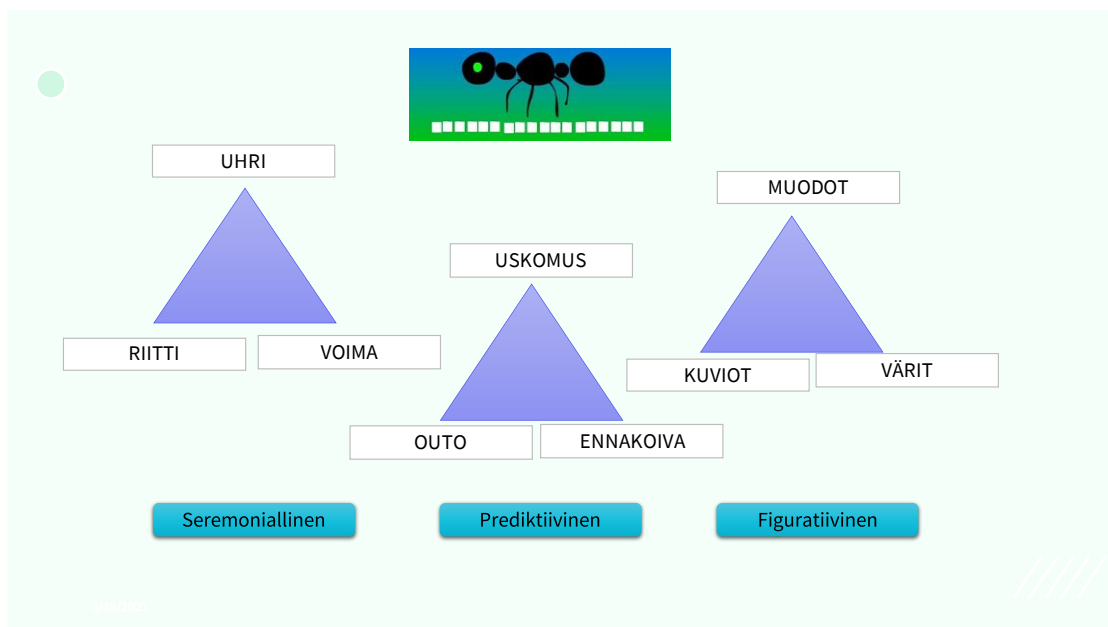 UHRI
RIITTI
VOIMA
USKOMUS
OUTO
ENNAKOIVA
MUODOT
KUVIOT
VÄRIT
Seremoniallinen
Prediktiivinen
Figuratiivinen